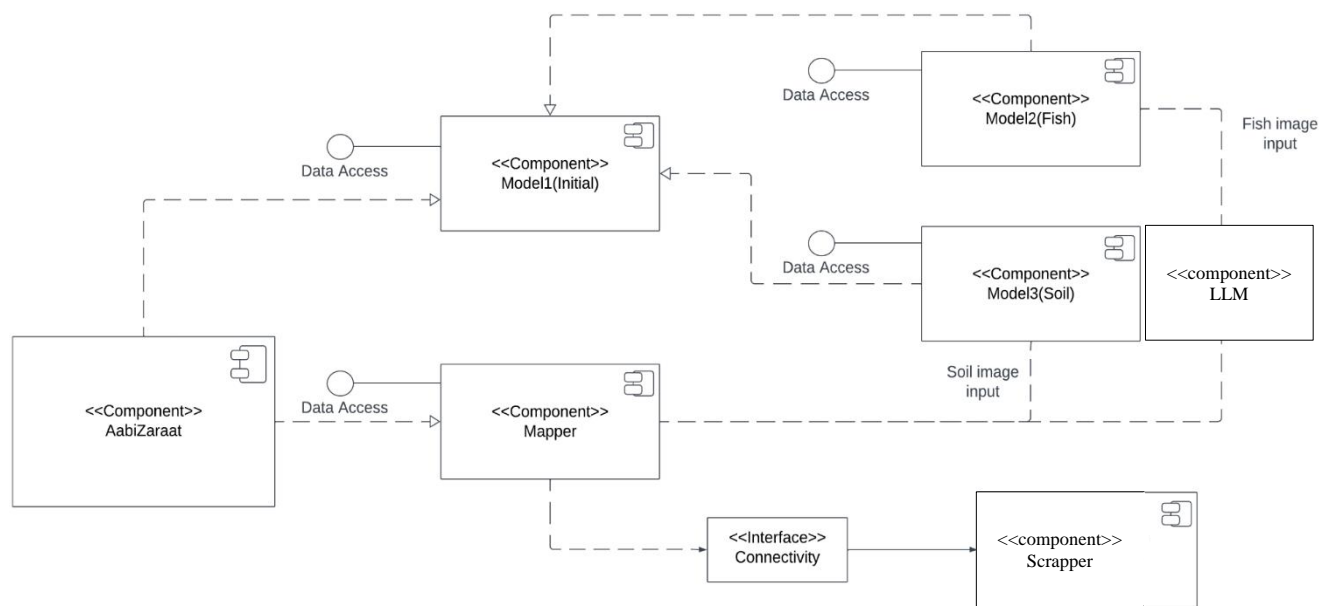 Data Access
<<Component>>
Model2(Fish)
Fish image
input
Data Access
<<Component>>
Model1(Initial)
Data Access
<<Component>>
Model3(Soil)
<<component>>
LLM
Soil image
input
<<Component>>
AabiZaraat
Data Access
<<Component>>
Mapper
<<Interface>>
Connectivity
<<component>>
Scrapper